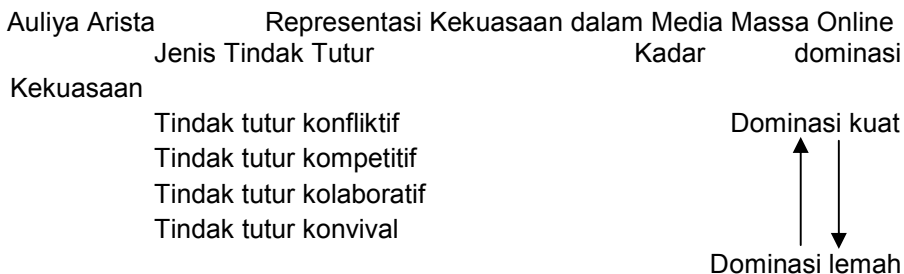 Auliya Arista Representasi Kekuasaan dalam Media Massa Online
Jenis Tindak Tutur Kadar dominasi
Kekuasaan
Tindak tutur konfliktif Dominasi kuat
Tindak tutur kompetitif
Tindak tutur kolaboratif
Tindak tutur konvival
Dominasi lemah